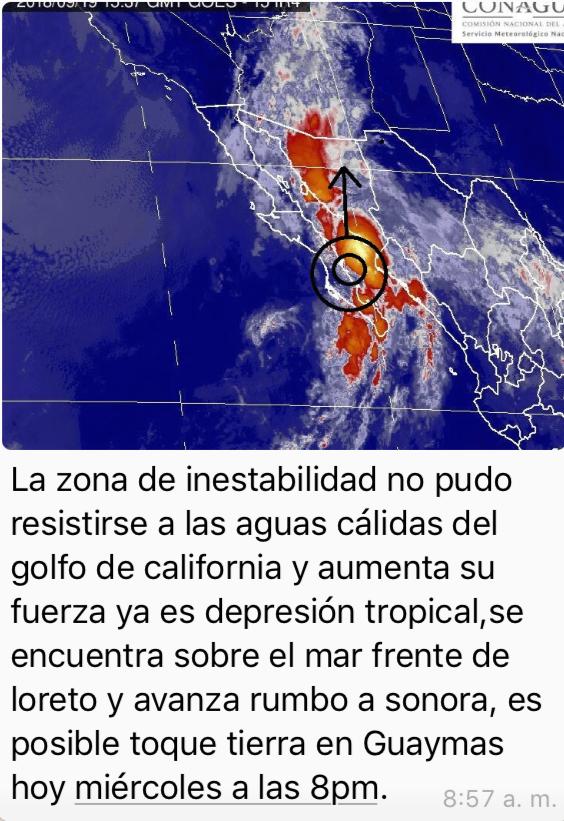 2018/09/19 15:37 GMT GOES - 15 IR4
CONAGU
COMISIÓN NACIONAL DEL
Servicio Meteorológico Nac
La zona de inestabilidad no pudo
resistirse a las aguas cálidas del
golfo de california y aumenta su
fuerza ya es depresión tropical,se
encuentra sobre el mar frente de
loreto y avanza rumbo a sonora, es
posible toque tierra en Guaymas
hoy miércoles a las 8pm.
8:57 a. m.